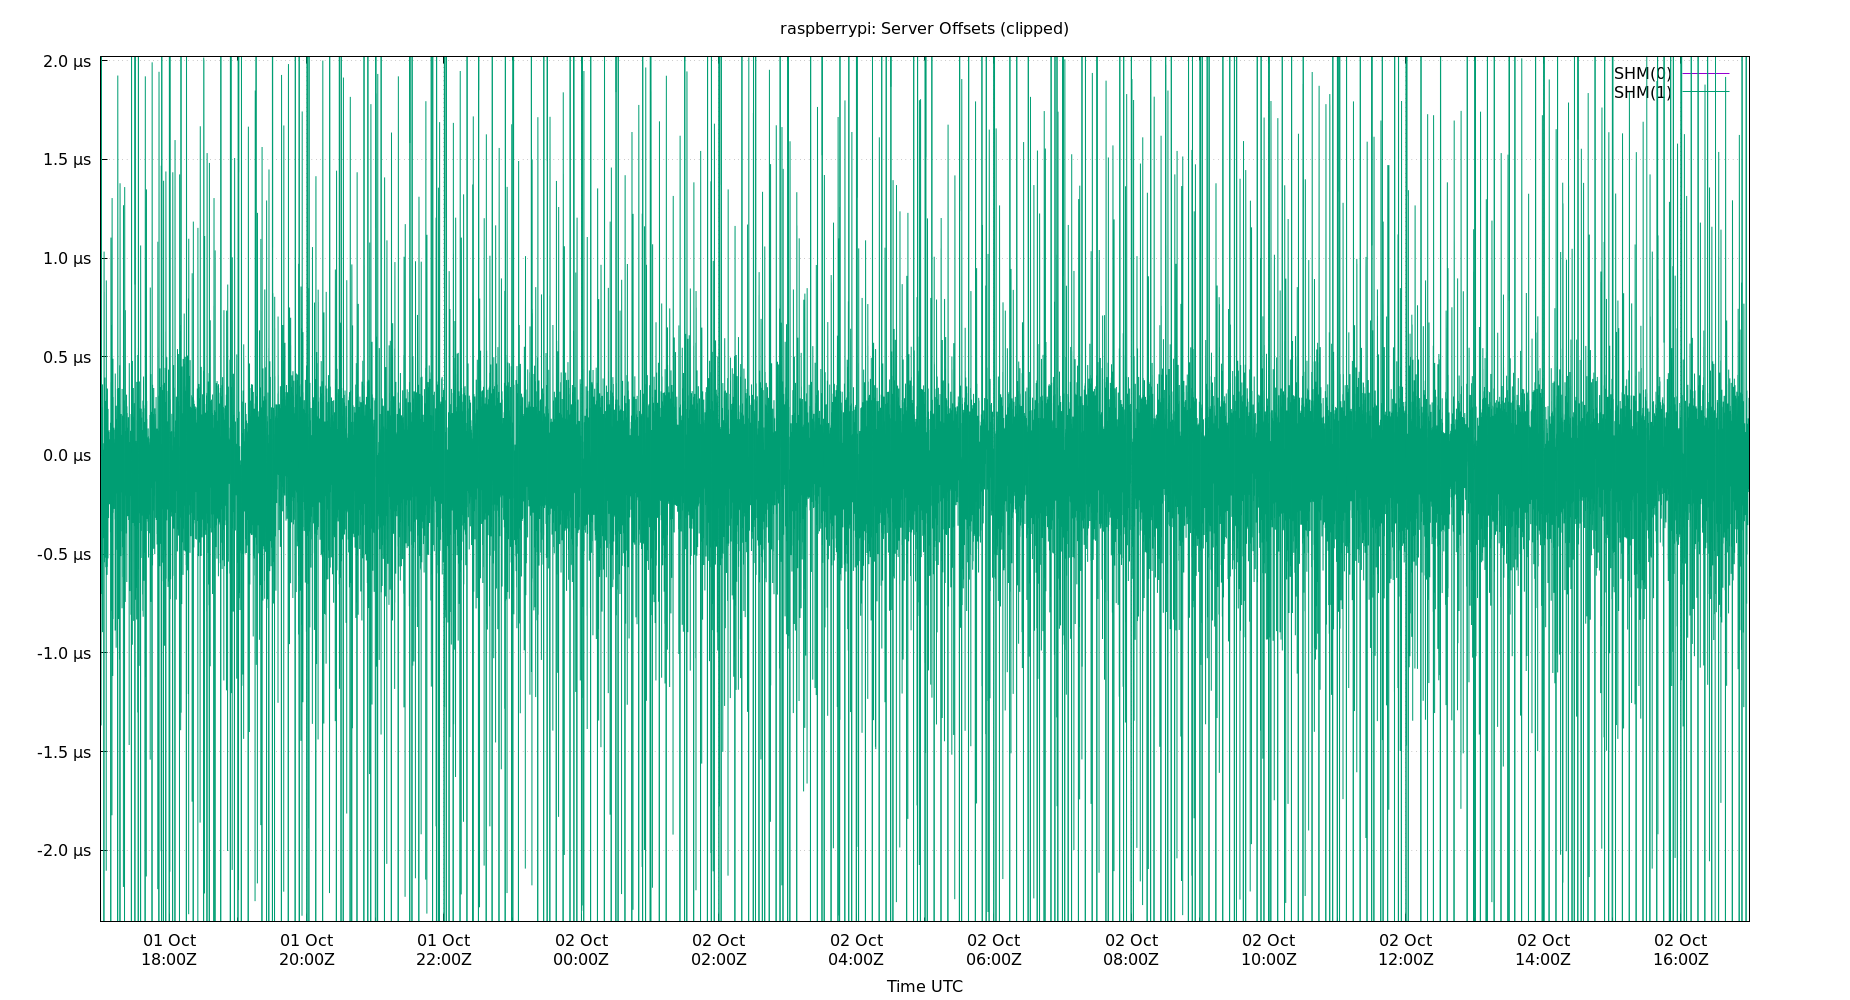 raspberrypi: Server Offsets (clipped)
SHM(0)
SHM(1)
2.0 µs
1.5 µs
1.0 µs
0.5 µs
0.0 µs
-0.5 µs
-1.0 µs
-1.5 µs
-2.0 µs
01 Oct 01 Oct 01 Oct 02 Oct 02 Oct 02 Oct 02 Oct 02 Oct 02 Oct 02 Oct 02 Oct 02 Oct
18:00Z 20:00Z 22:00Z 00:00Z 02:00Z 04:00Z 06:00Z 08:00Z 10:00Z 12:00Z 14:00Z 16:00Z
Time UTC